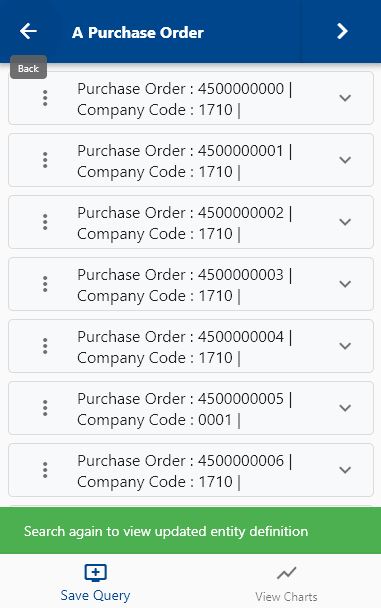 A Purchase Order
Back
Purchase Order : 4500000000 |
Company Code : 1710 |
Purchase Order : 4500000001 |
Company Code : 1710 |
Purchase Order : 4500000002 |
Company Code : 1710 |
Purchase Order : 4500000003 |
Company Code : 1710 |
Purchase Order : 4500000004 |
Company Code : 1710 |
Purchase Order : 4500000005 |
Company Code : 0001 |
Purchase Order : 4500000006 |
Company Code : 1710 |
Search again to view updated entity definition
Save Query
View Charts